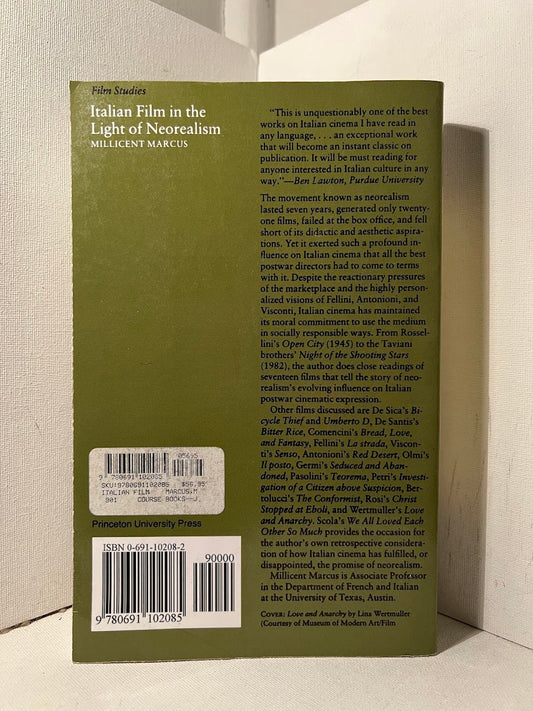 Film Studies
Italian Film in the
Light of Neorealism
MILLICENT MARCUS
“This is unquestionably one of the best
works on Italian cinema I have read in
any language, . . . an exceptional work
that will become an instant classic on
publication. It will be must reading for
anyone interested in Italian culture in any
way.”—Ben Lawton, Purdue University
The movement known as neorealism
lasted seven years, generated only twenty-
one films, failed at the box office, and fell
short of its didactic and aesthetic aspira-
tions. Yet it exerted such a profound in-
fluence on Italian cinema that all the best
postwar directors had to come to terms
with it. Despite the reactionary pressures
of the marketplace and the highly person-
alized visions of Fellini, Antonioni, and
Visconti, Italian cinema has maintained
its moral commitment to use the medium
in socially responsible ways. From Rossel-
lini's Open City (1945) to the Taviani
brothers' Night of the Shooting Stars
(1982), the author does close readings of
seventeen films that tell the story of neo-
realism's evolving influence on Italian
postwar cinematic expression.
Other films discussed are De Sica's Bi-
cycle Thief and Umberto D, De Santis's
Bitter Rice, Comencini's Bread, Love,
and Fantasy, Fellini's La strada, Viscon-
ti's Senso, Antonioni's Red Desert, Olmi's
Il posto, Germi's Seduced and Aban-
doned, Pasolini's Teorema, Petri's Investi-
gation of a Citizen above Suspicion, Ber-
tolucci's The Conformist, Rosi's Christ
Stopped at Eboli, and Wertmuller's Love
and Anarchy. Scola's We All Loved Each
Other So Much provides the occasion for
the author's own retrospective considera-
tion of how Italian cinema has fulfilled, or
disappointed, the promise of neorealism.
Millicent Marcus is Associate Professor
in the Department of French and Italian
at the University of Texas, Austin.
COVER: Love and Anarchy by Lina Wertmuller
(Courtesy of Museum of Modern Art/Film
05695
9 780691 102085
SKU:9780691102085 $56.95
ITALIAN FILM MARCUS,M
901 COURSE BOOKS--J.
Princeton University Press
ISBN 0-691-10208-2
90000
9 780691 102085